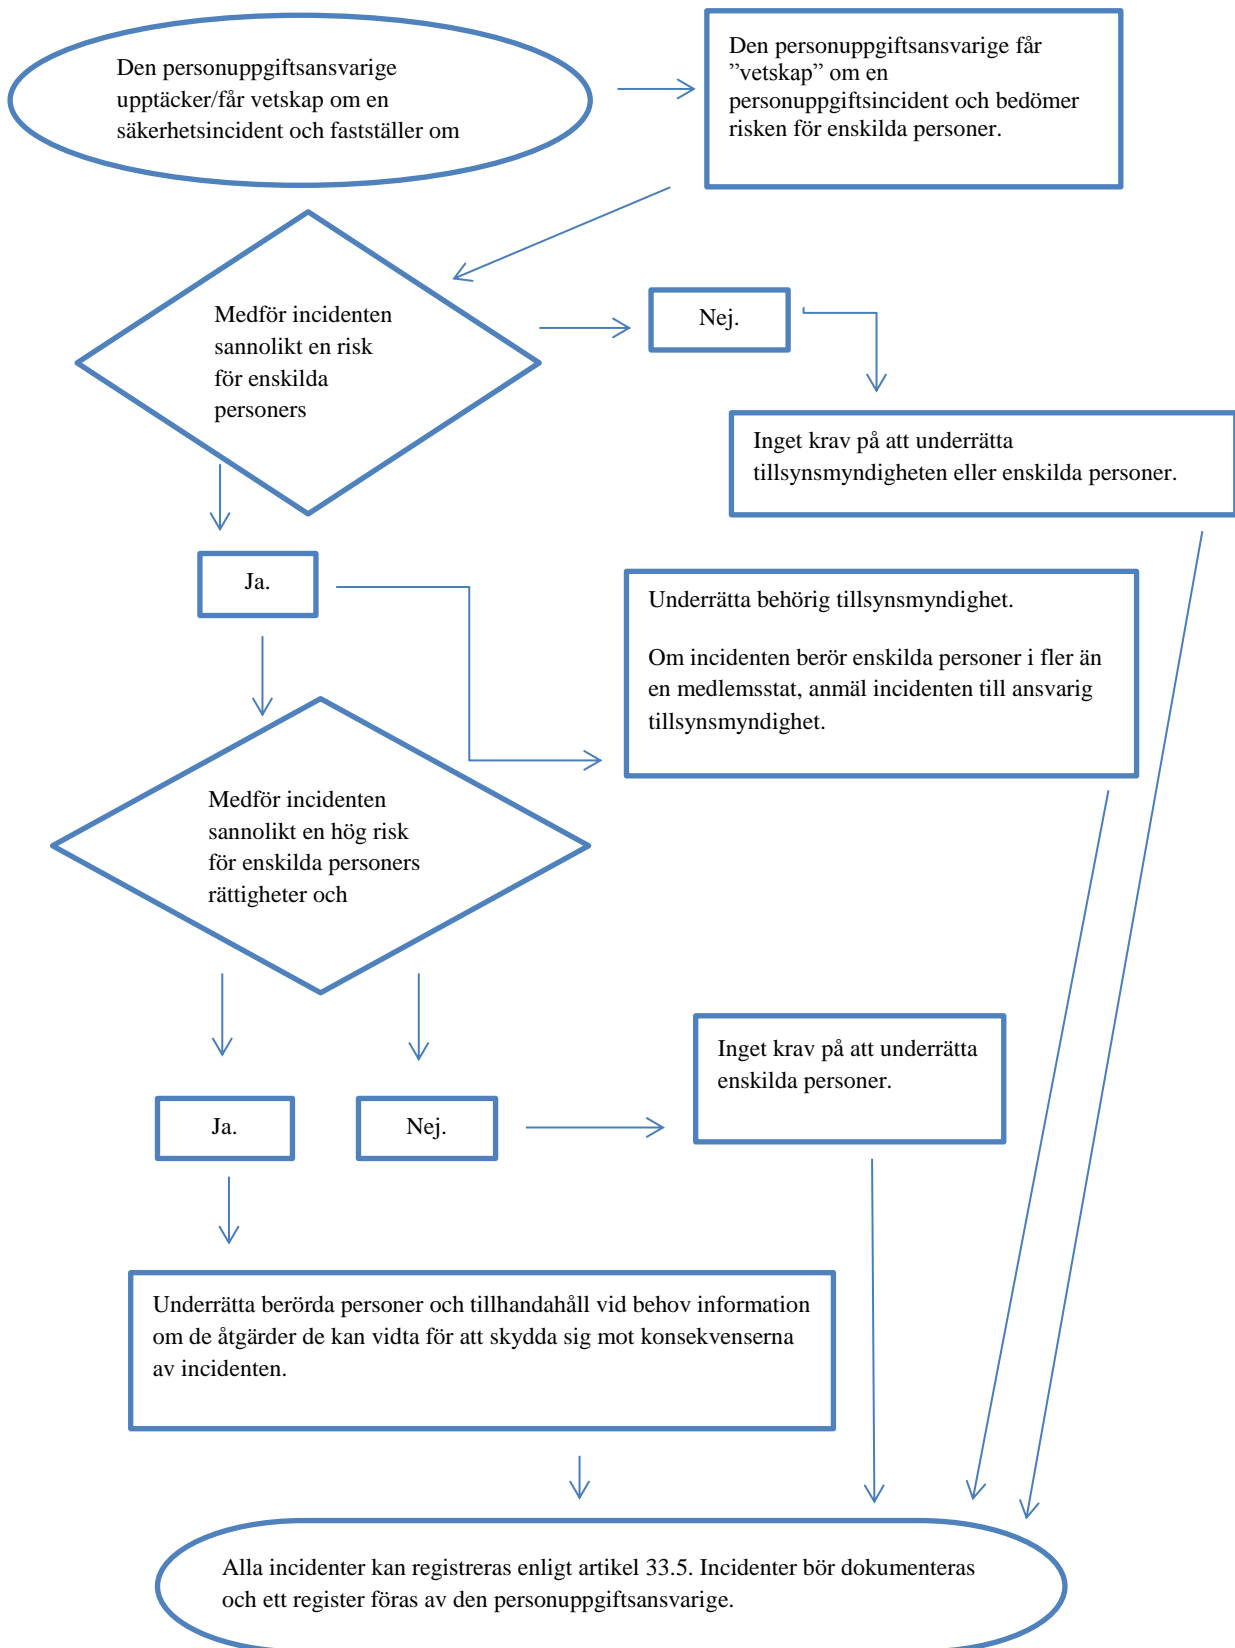 Den personuppgiftsansvarige
upptäcker/får vetskap om en
säkerhetsincident och fastställer om
Den personuppgiftsansvarige får
”vetskap” om en
personuppgiftsincident och bedömer
risken för enskilda personer.
Medför incidenten
sannolikt en risk
för enskilda
personers
Nej.
Inget krav på att underrätta
tillsynsmyndigheten eller enskilda personer.
Ja.
Underrätta behörig tillsynsmyndighet.
Om incidenten berör enskilda personer i fler än
en medlemsstat, anmäl incidenten till ansvarig
tillsynsmyndighet.
Medför incidenten
sannolikt en hög risk
för enskilda personers
rättigheter och
Inget krav på att underrätta
enskilda personer.
Ja.
Nej.
Underrätta berörda personer och tillhandahåll vid behov information
om de åtgärder de kan vidta för att skydda sig mot konsekvenserna
av incidenten.
Alla incidenter kan registreras enligt artikel 33.5. Incidenter bör dokumenteras
och ett register föras av den personuppgiftsansvarige.